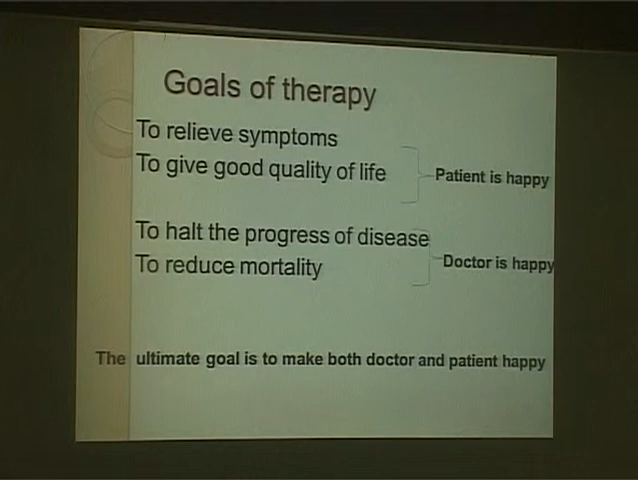 Goals of therapy
To relieve symptoms
To give good quality of life
Patient is happy
To halt the progress of disease
To reduce mortality
Doctor is happy
The ultimate goal is to make both doctor and patient happy